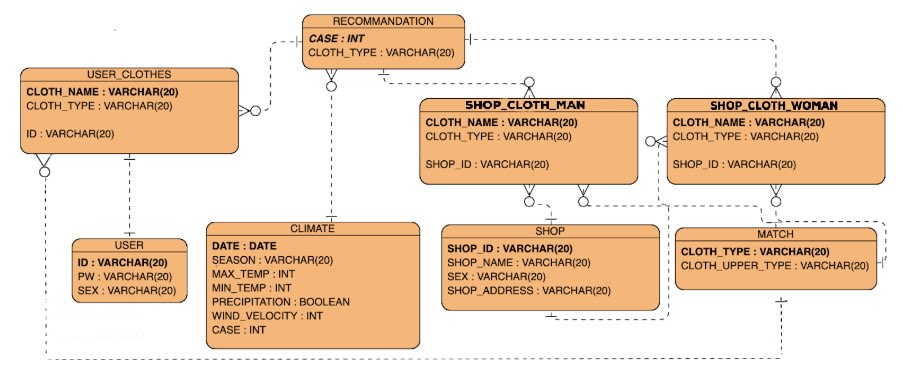 RECOMMANDATION
CASE : INT
CLOTH_TYPE : VARCHAR(20)
USER_CLOTHES
CLOTH_NAME : VARCHAR(20)
CLOTH_TYPE : VARCHAR(20)
ID : VARCHAR(20)
SHOP_CLOTH_MAN
CLOTH_NAME : VARCHAR(20)
CLOTH_TYPE : VARCHAR(20)
SHOP_ID : VARCHAR(20)
SHOP_CLOTH_WOMAN
CLOTH_NAME : VARCHAR(20)
CLOTH_TYPE : VARCHAR(20)
SHOP_ID : VARCHAR(20)
USER
ID : VARCHAR(20)
PW : VARCHAR(20)
SEX : VARCHAR(20)
CLIMATE
DATE : DATE
SEASON : VARCHAR(20)
MAX_TEMP : INT
MIN_TEMP : INT
PRECIPITATION : BOOLEAN
WIND_VELOCITY : INT
CASE : INT
SHOP
SHOP_ID : VARCHAR(20)
SHOP_NAME : VARCHAR(20)
SEX : VARCHAR(20)
SHOP_ADDRESS : VARCHAR(20)
MATCH
CLOTH_TYPE : VARCHAR(20)
CLOTH_UPPER_TYPE : VARCHAR(20)